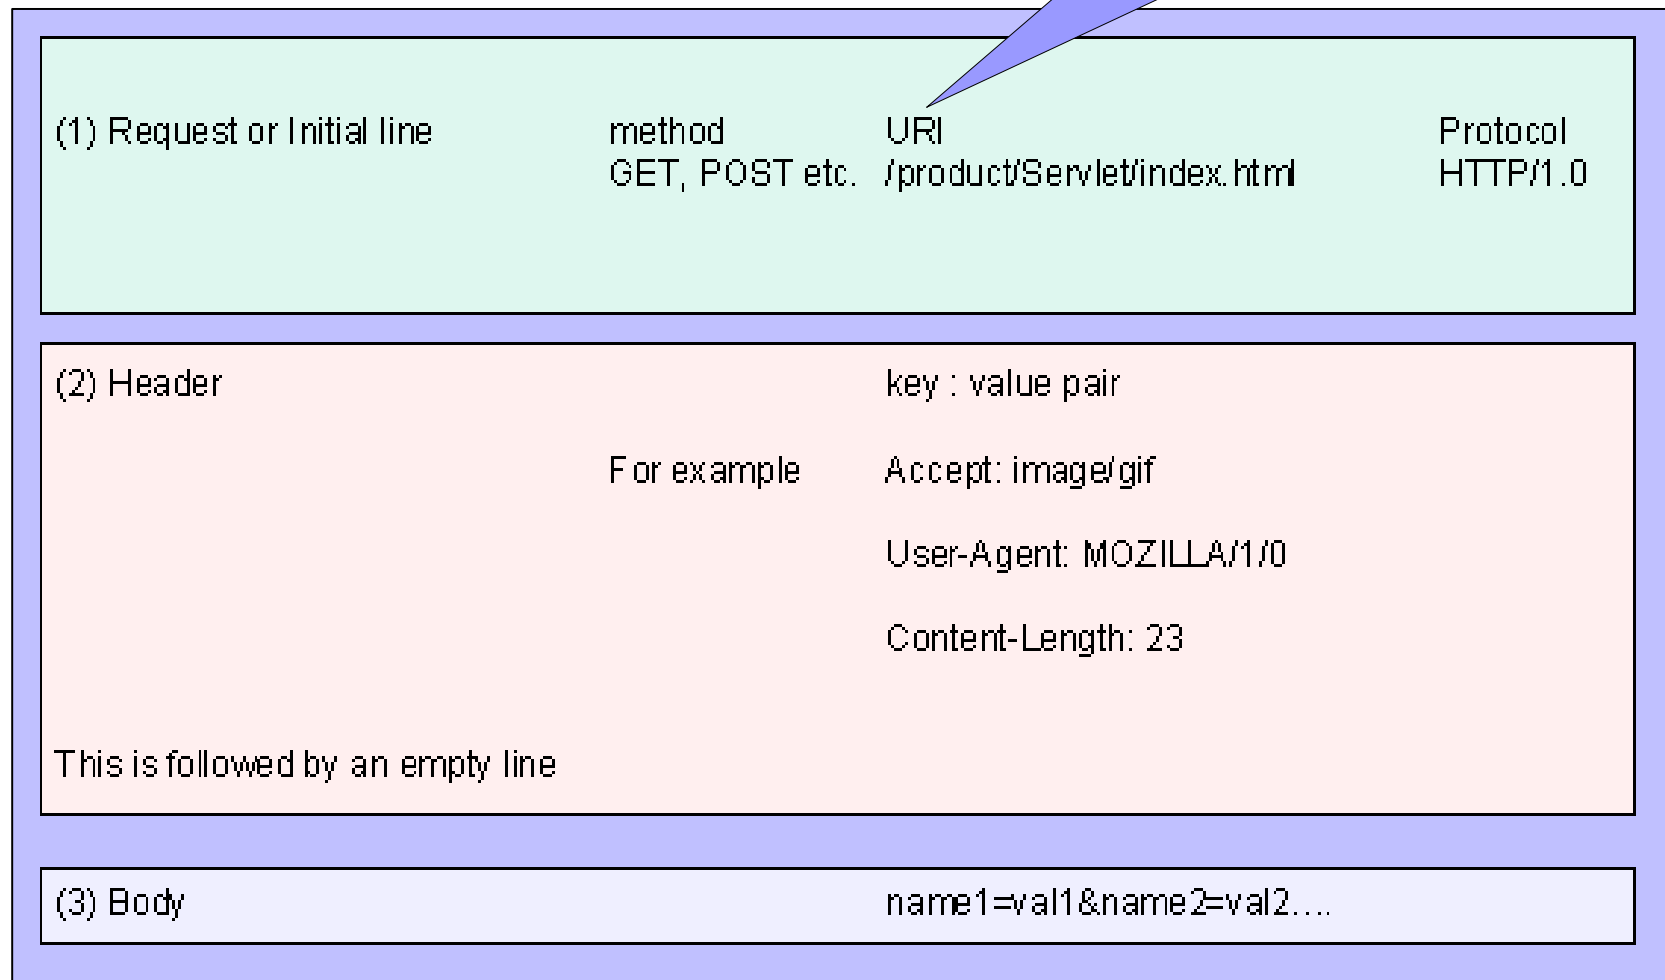 (1) Request or Initial line method URI Protocol
GET, POST etc. /product/Servlet/index.html HTTP/1.0
(2) Header key : value pair
For example Accept: image/gif
User-Agent: MOZILLA/1/0
Content-Length: 23
This is followed by an empty line
(3) Body name1=val1&name2=val2....